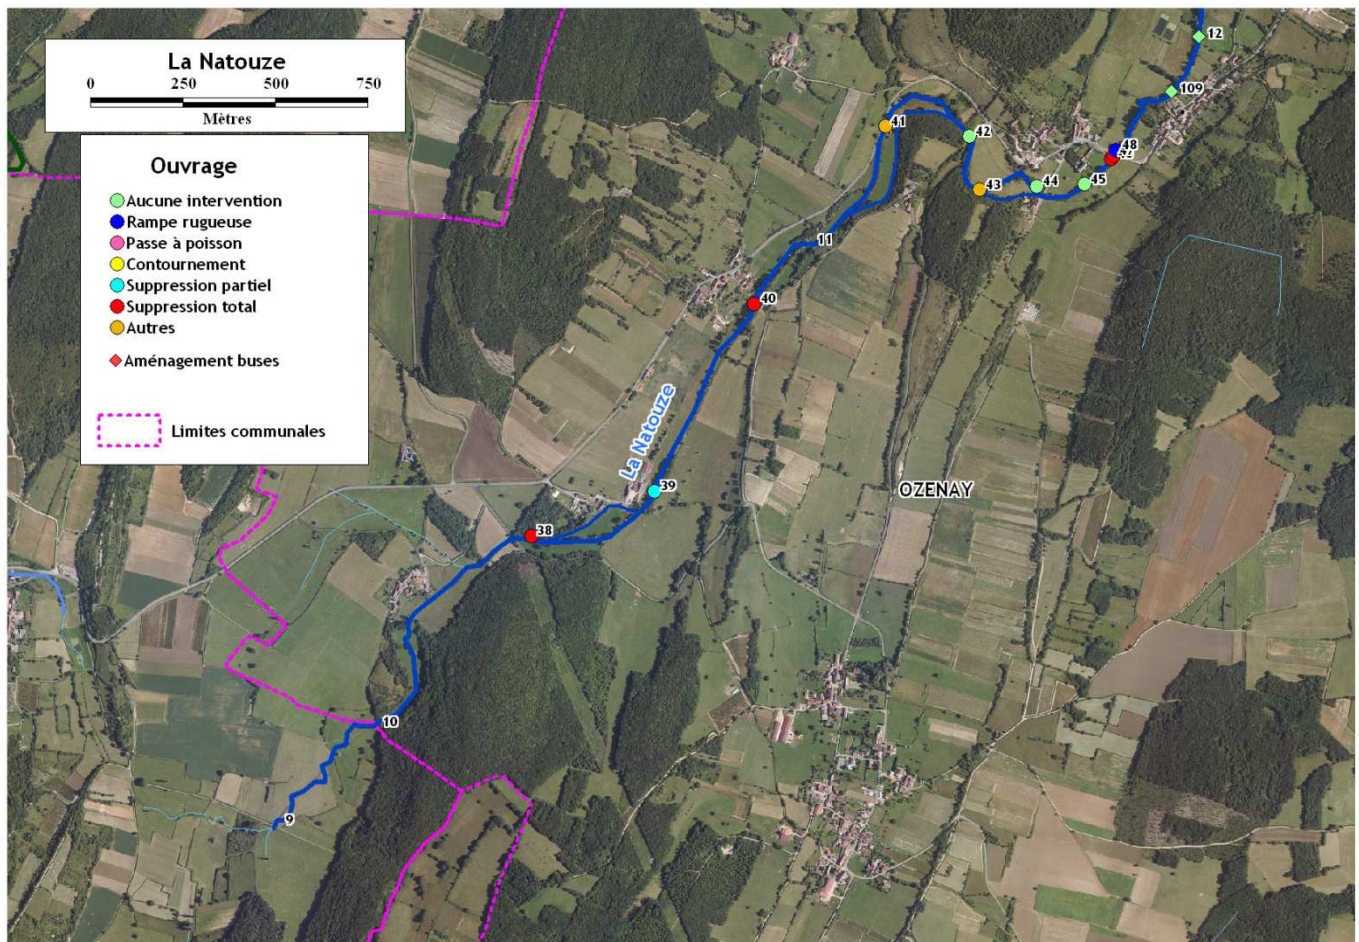 La Natouze
0 250 500 750
Mètres
Ouvrage
Aucune intervention
Rampe rugueuse
Passe à poisson
Contournement
Suppression partiel
Suppression total
Autres
Aménagement buses
Limites communales
12
109
48
41
42
43
44
45
11
40
La Natouze
39
OZENAY
38
10
9